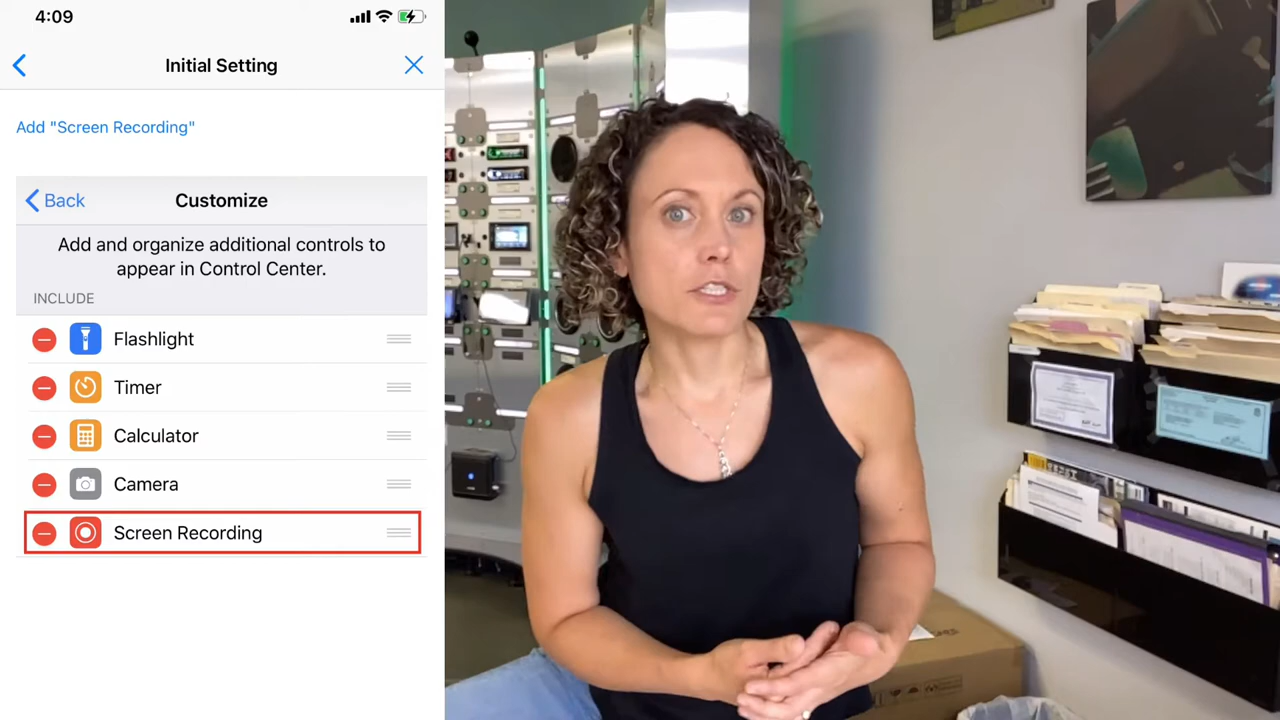 4:09
Initial Setting
Add "Screen Recording"
Back
Customize
Add and organize additional controls to
appear in Control Center.
INCLUDE
Flashlight
Timer
Calculator
Camera
Screen Recording